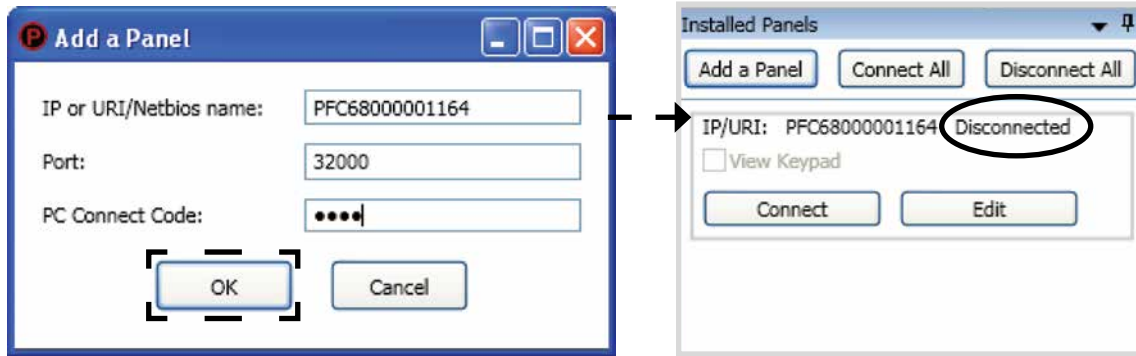 Add a Panel
IP or URI/Netbios name: PFC68000001164
Port: 32000
PC Connect Code: ●●●●
OK Cancel
Installed Panels
Add a Panel Connect All Disconnect All
IP/URI: PFC68000001164 Disconnected
View Keypad
Connect Edit